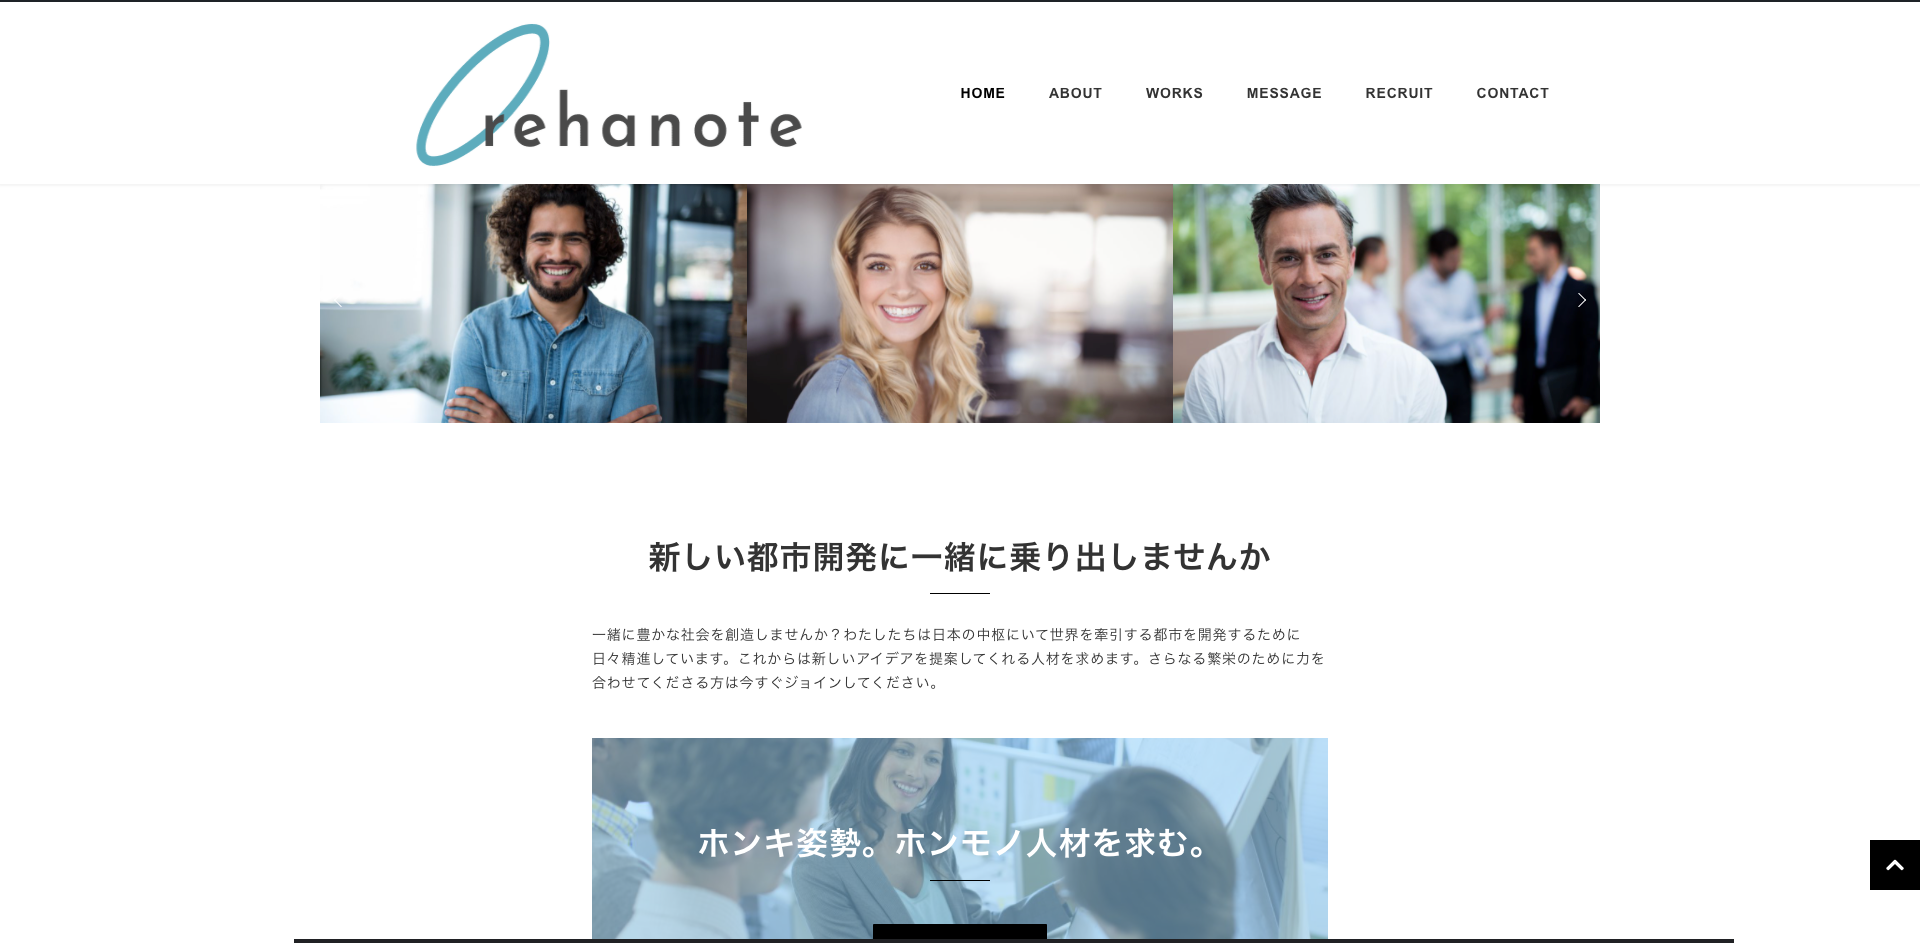 rehanote
HOME ABOUT WORKS MESSAGE RECRUIT CONTACT
新しい都市開発に一緒に乗り出しませんか
一緒に豊かな社会を創造しませんか？わたしたちは日本の中枢にいて世界を牽引する都市を開発するために
日々精進しています。これからは新しいアイデアを提案してくれる人材を求めます。さらなる繁栄のために力を
合わせてくださる方は今すぐジョインしてください。
ホンキ姿勢。ホンモノ人材を求む。